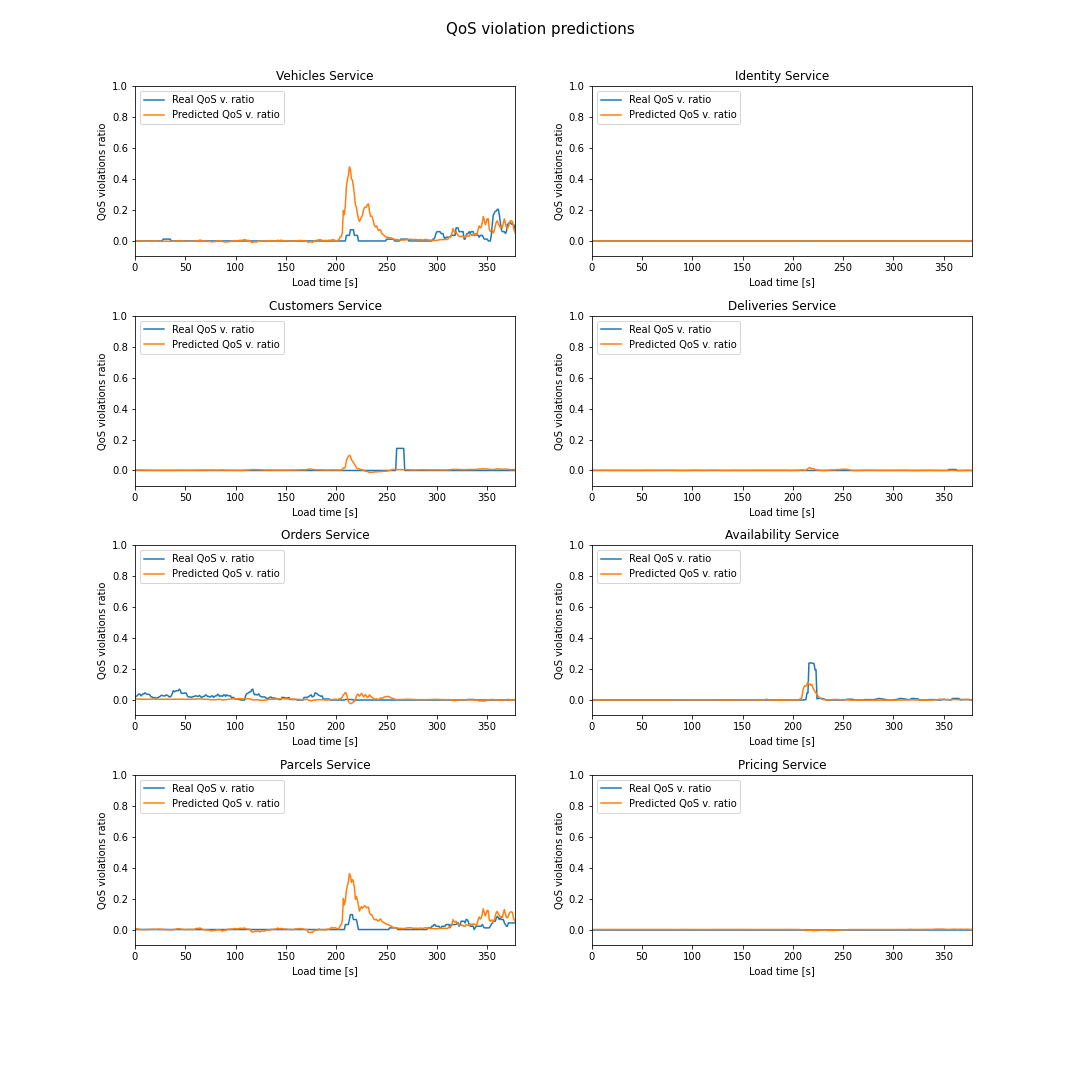 QoS violation predictions
Vehicles Service
Real QoS v. ratio
Predicted QoS v. ratio
QoS violations ratio
1.0
0.8
0.6
0.4
0.2
0.0
0 50 100 150 200 250 300 350
Load time [s]
Identity Service
Real QoS v. ratio
Predicted QoS v. ratio
QoS violations ratio
1.0
0.8
0.6
0.4
0.2
0.0
0 50 100 150 200 250 300 350
Load time [s]
Customers Service
Real QoS v. ratio
Predicted QoS v. ratio
QoS violations ratio
1.0
0.8
0.6
0.4
0.2
0.0
0 50 100 150 200 250 300 350
Load time [s]
Deliveries Service
Real QoS v. ratio
Predicted QoS v. ratio
QoS violations ratio
1.0
0.8
0.6
0.4
0.2
0.0
0 50 100 150 200 250 300 350
Load time [s]
Orders Service
Real QoS v. ratio
Predicted QoS v. ratio
QoS violations ratio
1.0
0.8
0.6
0.4
0.2
0.0
0 50 100 150 200 250 300 350
Load time [s]
Availability Service
Real QoS v. ratio
Predicted QoS v. ratio
QoS violations ratio
1.0
0.8
0.6
0.4
0.2
0.0
0 50 100 150 200 250 300 350
Load time [s]
Parcels Service
Real QoS v. ratio
Predicted QoS v. ratio
QoS violations ratio
1.0
0.8
0.6
0.4
0.2
0.0
0 50 100 150 200 250 300 350
Load time [s]
Pricing Service
Real QoS v. ratio
Predicted QoS v. ratio
QoS violations ratio
1.0
0.8
0.6
0.4
0.2
0.0
0 50 100 150 200 250 300 350
Load time [s]